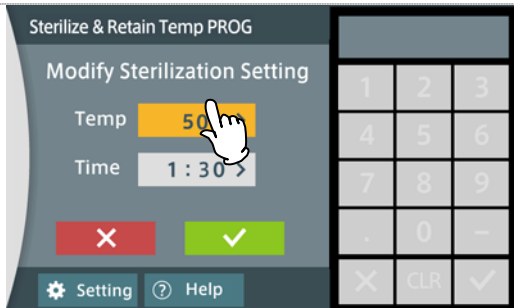 Sterilize & Retain Temp PROG
Modify Sterilization Setting
Temp 50
Time 1:30 >
Setting ? Help
1 2 3
4 5 6
7 8 9
. 0 -
CLR